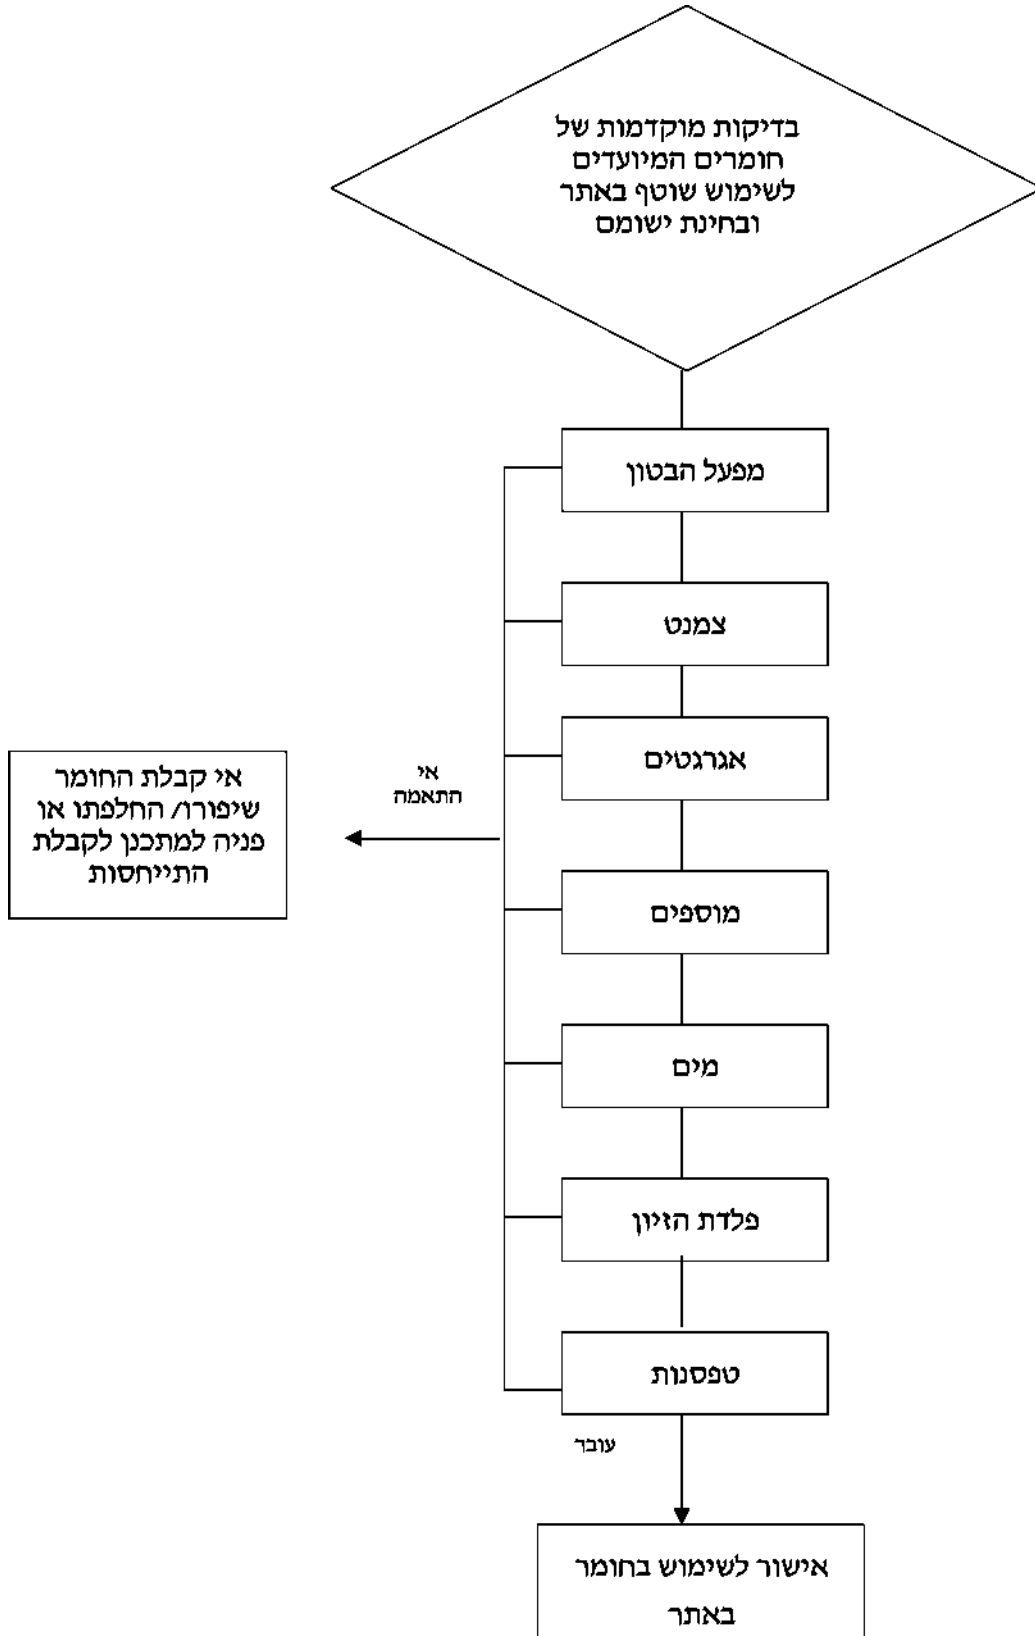 בדיקות מוקדמות של
חומרים המיועדים
לשימוש שוטף באתר
ובחינת ישומם
מפעל הבטון
צמנט
אגרגטים
אי
התאמה
אי קבלת החומר
שיפורו/ החלפתו או
פניה למתכנן לקבלת
התייחסות
מוספים
מים
פלדת הזיון
טפסנות
עובר
אישור לשימוש בחומר
באתר